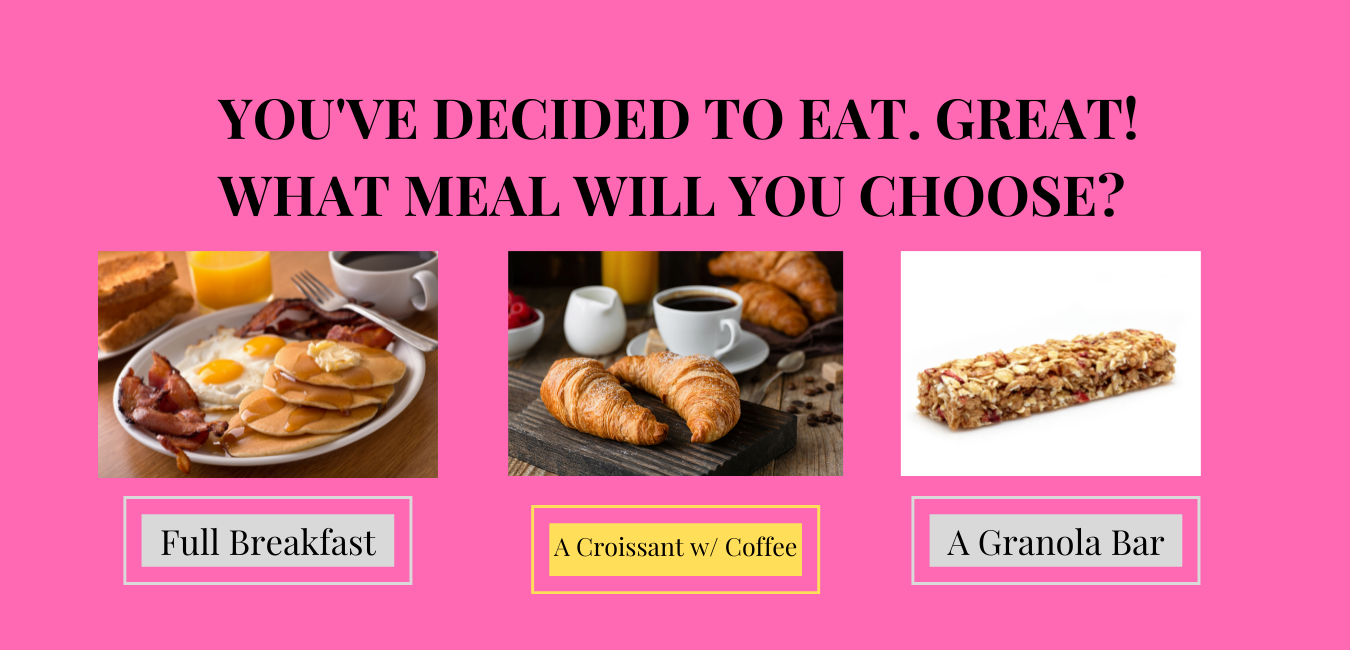 YOU'VE DECIDED TO EAT. GREAT!
WHAT MEAL WILL YOU CHOOSE?
Full Breakfast
A Croissant w/ Coffee
A Granola Bar